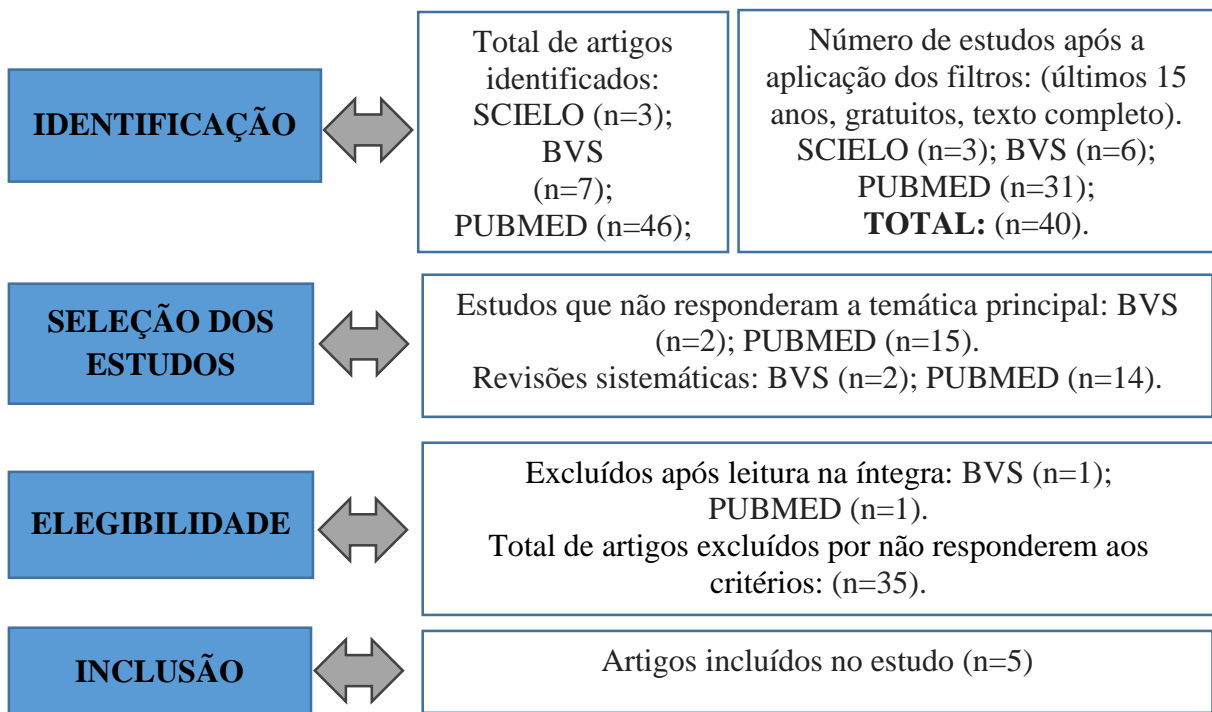 IDENTIFICAÇÃO
Total de artigos
identificados:
SCIELO (n=3);
BVS
(n=7);
PUBMED (n=46);
Número de estudos após a
aplicação dos filtros: (últimos 15
anos, gratuitos, texto completo).
SCIELO (n=3); BVS (n=6);
PUBMED (n=31);
TOTAL: (n=40).
SELEÇÃO DOS
ESTUDOS
Estudos que não responderam a temática principal: BVS
(n=2); PUBMED (n=15).
Revisões sistemáticas: BVS (n=2); PUBMED (n=14).
ELEGIBILIDADE
Excluídos após leitura na íntegra: BVS (n=1);
PUBMED (n=1).
Total de artigos excluídos por não responderem aos
critérios: (n=35).
INCLUSÃO
Artigos incluídos no estudo (n=5)